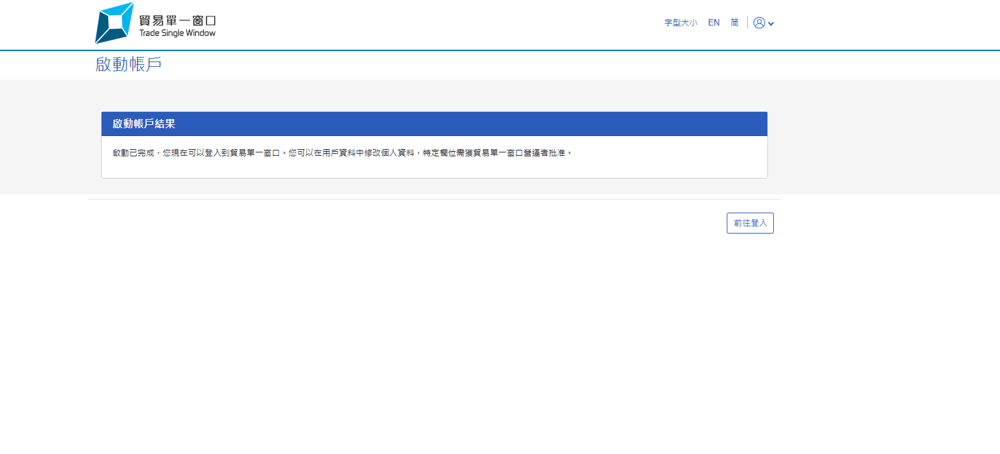 貿易單一窗口
Trade Single Window
字型大小 EN 简
啟動帳戶
啟動帳戶結果
啟動已完成，您現在可以登入到貿易單一窗口。您可以在用戶資料中修改個人資料，特定欄位需獲貿易單一窗口營運者批准。
前往登入